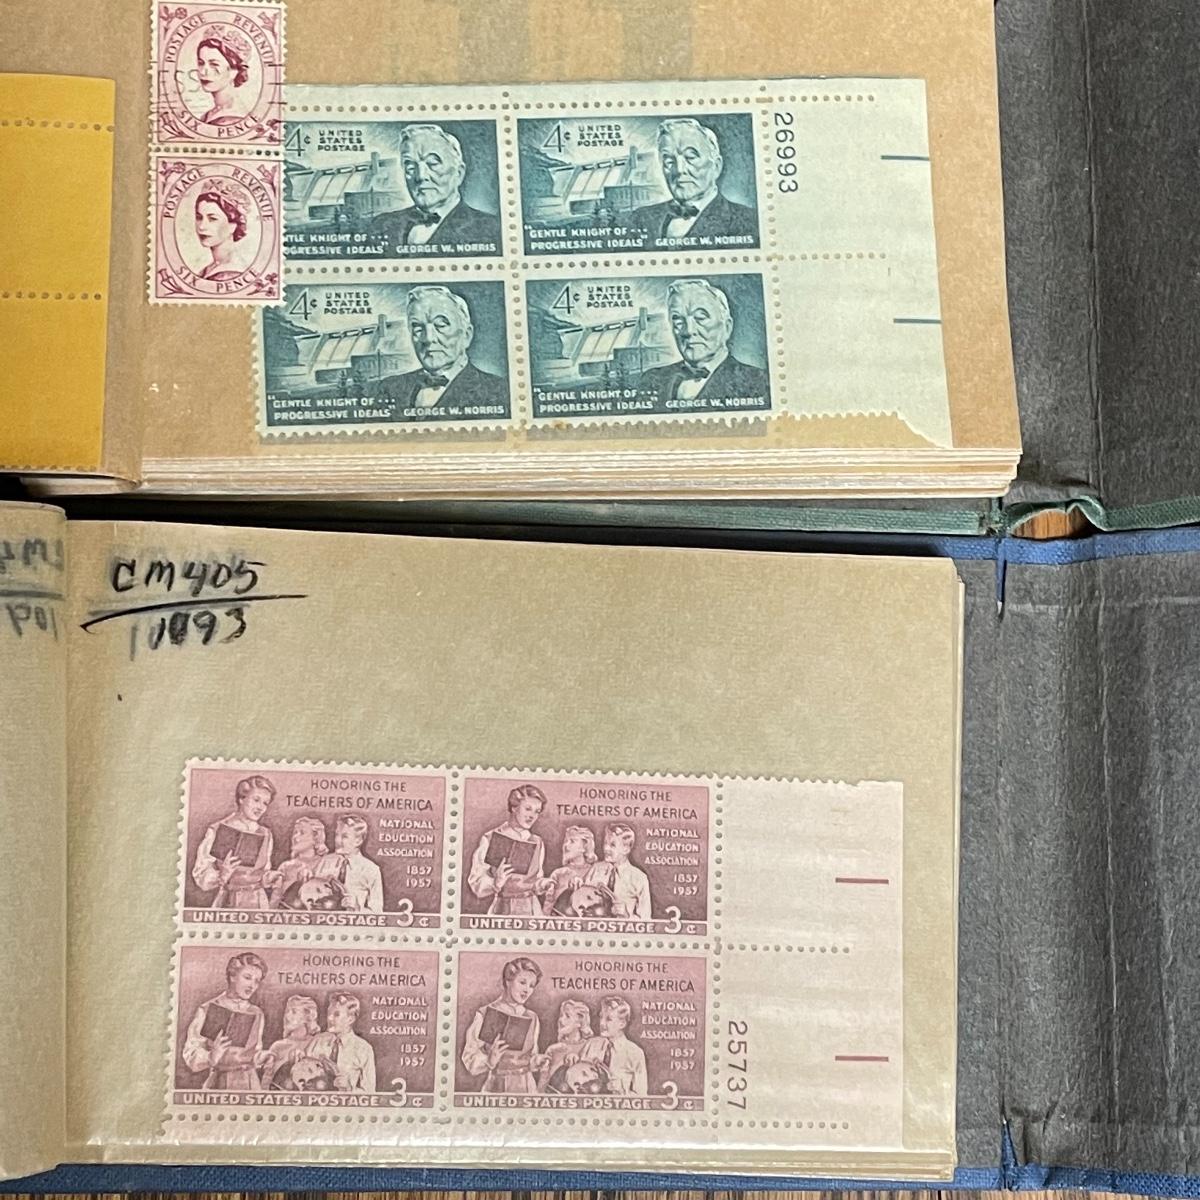 POSTAGE REVENUE
SIX PENCE
POSTAGE REVENUE
SIX PENCE
4¢ UNITED
STATES
POSTAGE
NTLE KNIGHT OF ...
OGRESSIVE IDEALS" GEORGE W. NORRIS
4¢ UNITED
STATES
POSTAGE
"GENTLE KNIGHT OF ...
PROGRESSIVE IDEALS" GEORGE W. NORRIS
26993
4¢ UNITED
STATES
POSTAGE
"GENTLE KNIGHT OF ...
PROGRESSIVE IDEALS" GEORGE W. NORRIS
4¢ UNITED
STATES
POSTAGE
"GENTLE KNIGHT OF ...
PROGRESSIVE IDEALS" GEORGE W. NORRIS
CM405
HONORING THE
TEACHERS OF AMERICA
NATIONAL
EDUCATION
ASSOCIATION
1857
1957
UNITED STATES POSTAGE 3¢
HONORING THE
TEACHERS OF AMERICA
NATIONAL
EDUCATION
ASSOCIATION
1857
1957
UNITED STATES POSTAGE 3¢
HONORING THE
TEACHERS OF AMERICA
NATIONAL
EDUCATION
ASSOCIATION
1857
1957
UNITED STATES POSTAGE 3¢
HONORING THE
TEACHERS OF AMERICA
NATIONAL
EDUCATION
ASSOCIATION
1857
1957
UNITED STATES POSTAGE 3¢
25737